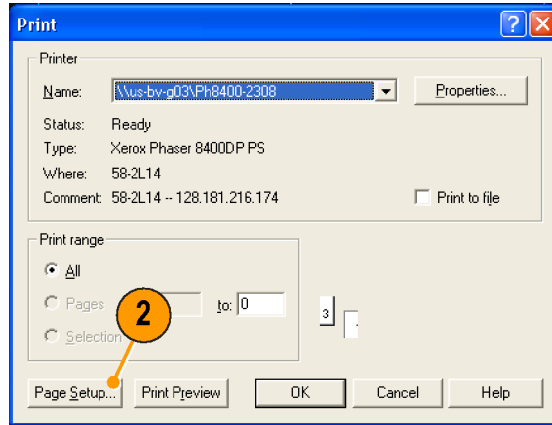 Print
Printer
Name: \\us-bv-g03\Ph8400-2308 Properties...
Status: Ready
Type: Xerox Phaser 8400DP PS
Where: 58-2L14
Comment: 58-2L14 -- 128.181.216.174 Print to file
Print range
All
Pages to: 0
Selection
2
3
Page Setup... Print Preview OK Cancel Help